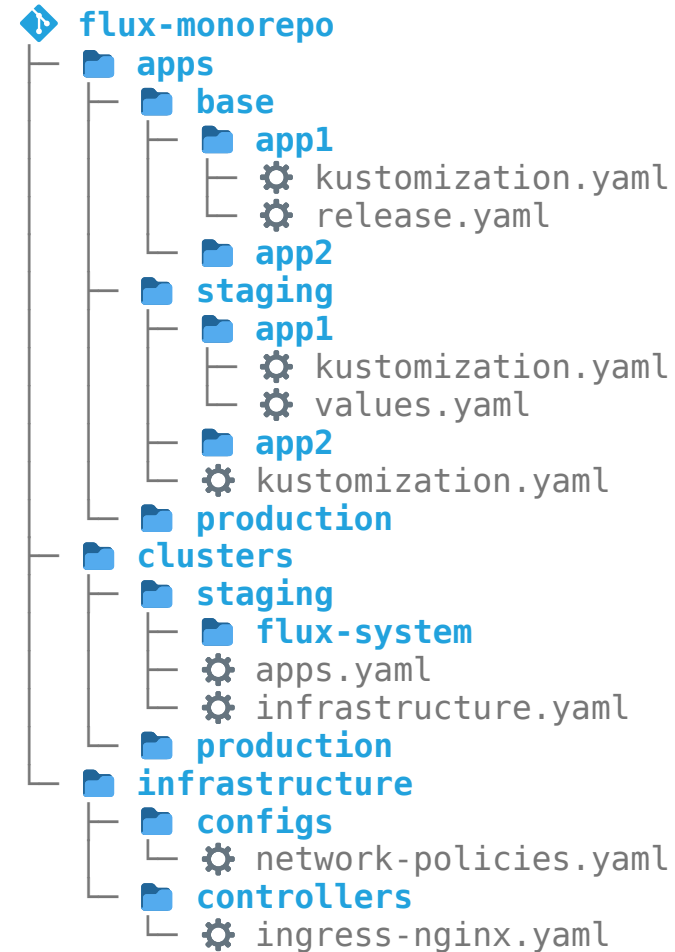 flux-monorepo
apps
base
app1
kustomization.yaml
release.yaml
app2
staging
app1
kustomization.yaml
values.yaml
app2
kustomization.yaml
production
clusters
staging
flux-system
apps.yaml
infrastructure.yaml
production
infrastructure
configs
network-policies.yaml
controllers
ingress-nginx.yaml